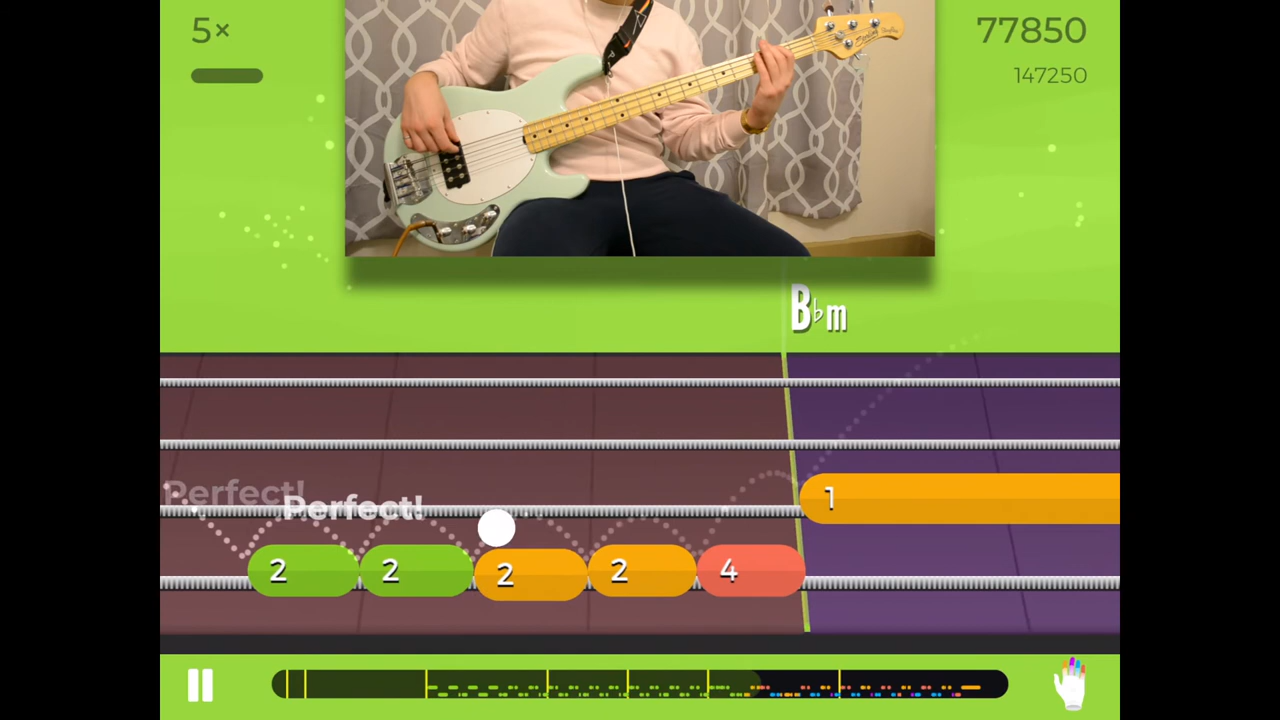 5×
77850
147250
B♭m
Perfect!
Perfect!
1
2 2 2 2 4